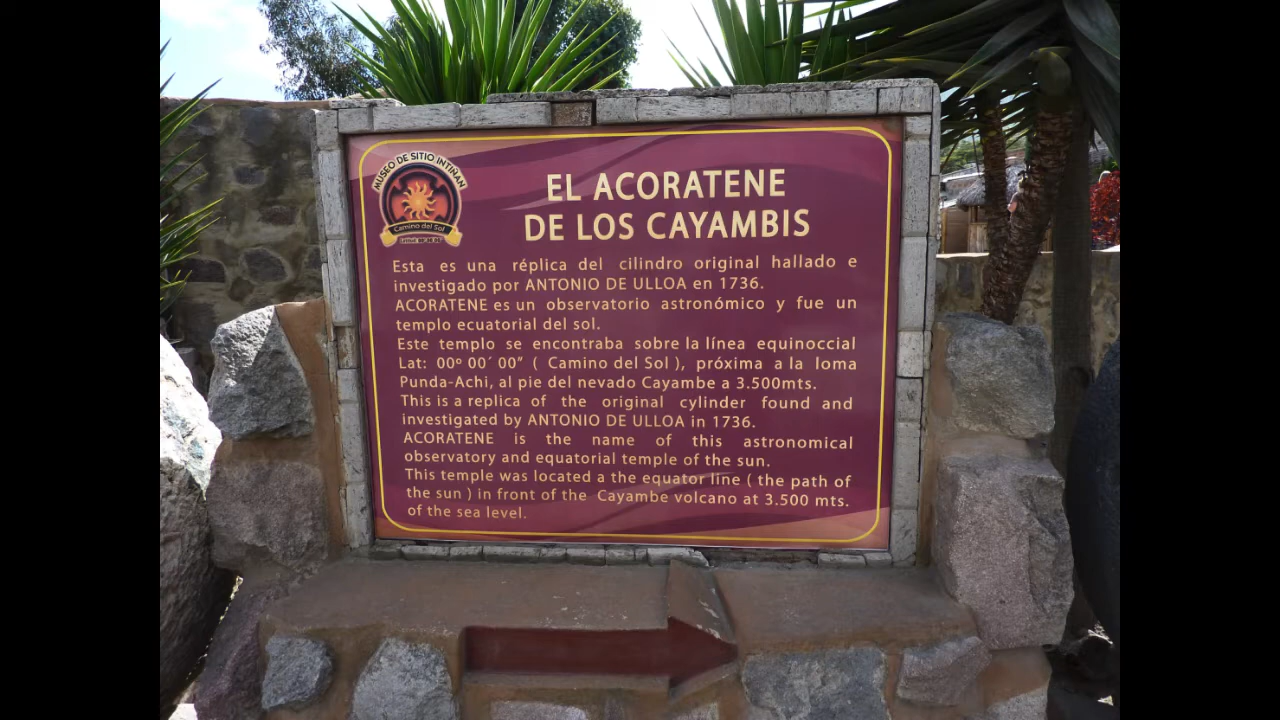 MUSEO DE SITIO INTIÑAN
Camino del Sol
EL ACORATENE
DE LOS CAYAMBIS
Esta es una réplica del cilindro original hallado e
investigado por ANTONIO DE ULLOA en 1736.
ACORATENE es un observatorio astronómico y fue un
templo ecuatorial del sol.
Este templo se encontraba sobre la línea equinoccial
Lat: 00º 00´ 00” ( Camino del Sol ), próxima a la loma
Punda-Achi, al pie del nevado Cayambe a 3.500mts.
This is a replica of the original cylinder found and
investigated by ANTONIO DE ULLOA in 1736.
ACORATENE is the name of this astronomical
observatory and equatorial temple of the sun.
This temple was located a the equator line ( the path of
the sun ) in front of the Cayambe volcano at 3.500 mts.
of the sea level.